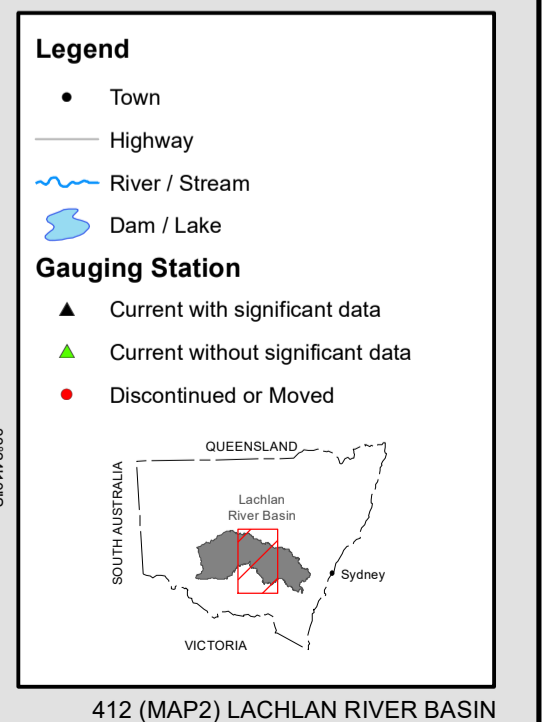 Legend
Town
Highway
River / Stream
Dam / Lake
Gauging Station
Current with significant data
Current without significant data
Discontinued or Moved
QUEENSLAND
SOUTH AUSTRALIA
Lachlan
River Basin
Sydney
VICTORIA
412 (MAP2) LACHLAN RIVER BASIN